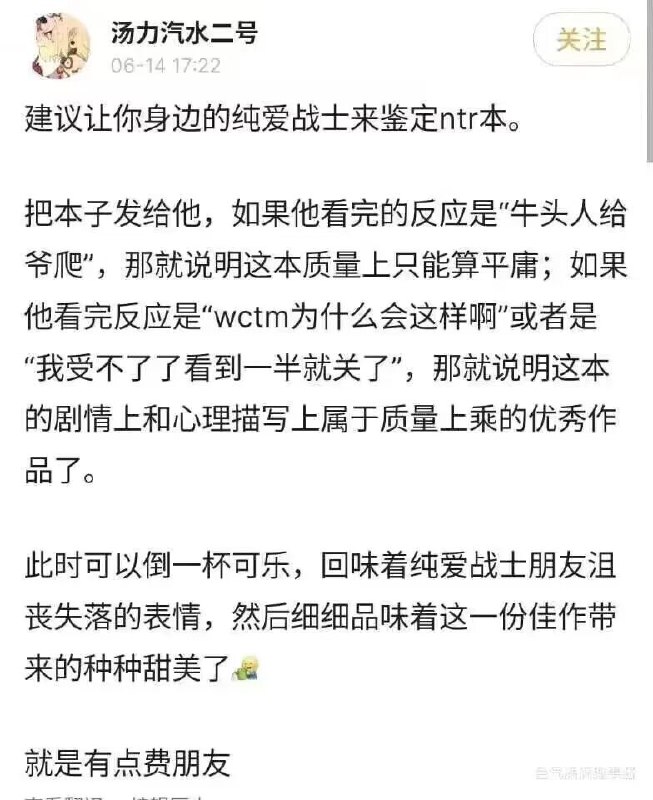 汤力汽水二号
06-14 17:22
关注
建议让你身边的纯爱战士来鉴定ntr本。
把本子发给他，如果他看完的反应是“牛头人给
爷爬”，那就说明这本质量上只能算平庸；如果
他看完反应是“wctm为什么会这样啊”或者是
“我受不了了看到一半就关了”，那就说明这本
的剧情上和心理描写上属于质量上乘的优秀作
品了。
此时可以倒一杯可乐，回味着纯爱战士朋友沮
丧失落的表情，然后细细品味着这一份佳作带
来的种种甜美了
就是有点费朋友